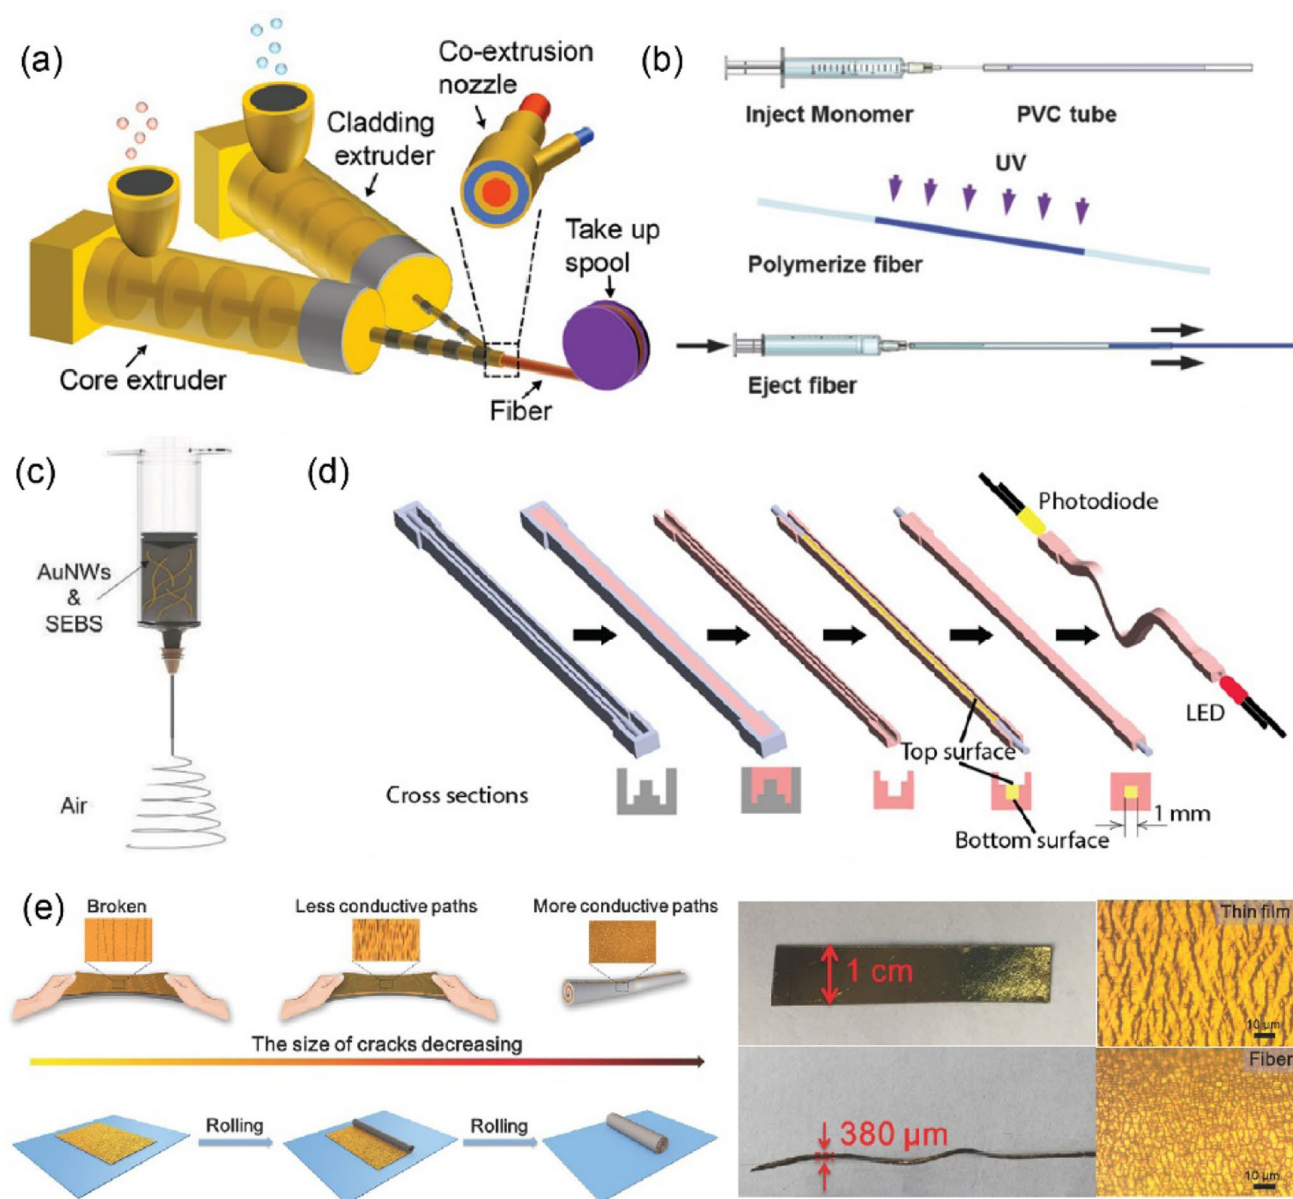 (a)
Co-extrusion
nozzle
Cladding
extruder
Take up
spool
Core extruder
Fiber
(b)
Inject Monomer
PVC tube
UV
Polymerize fiber
Eject fiber
(c)
AuNWs
&
SEBS
Air
(d)
Photodiode
LED
Top surface
Cross sections
Bottom surface
1 mm
(e)
Broken
Less conductive paths
More conductive paths
The size of cracks decreasing
Rolling
Rolling
1 cm
Thin film
10 µm
380 µm
Fiber
10 µm